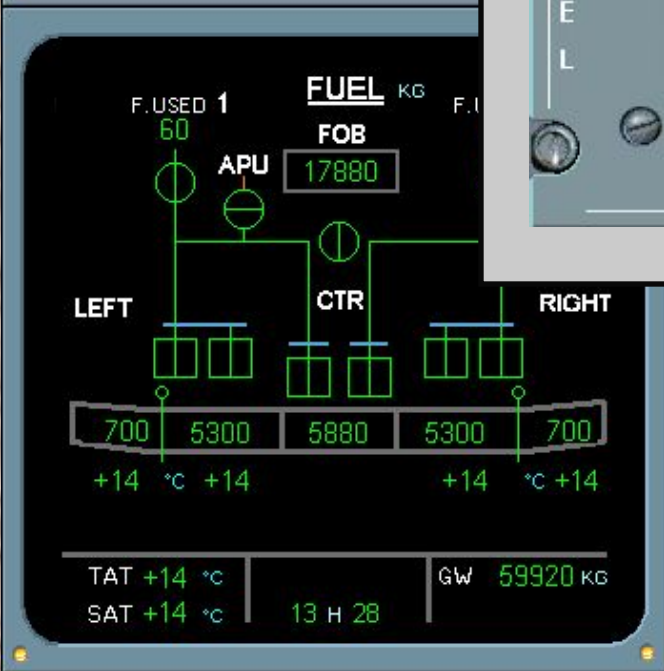 E
L
FUEL KG
F.USED 1
60
FOB
17880
APU
LEFT
CTR
RIGHT
700 5300 5880 5300 700
+14 °C +14 +14 °C +14
TAT +14 °C
SAT +14 °C
13 H 28
GW 59920 KG